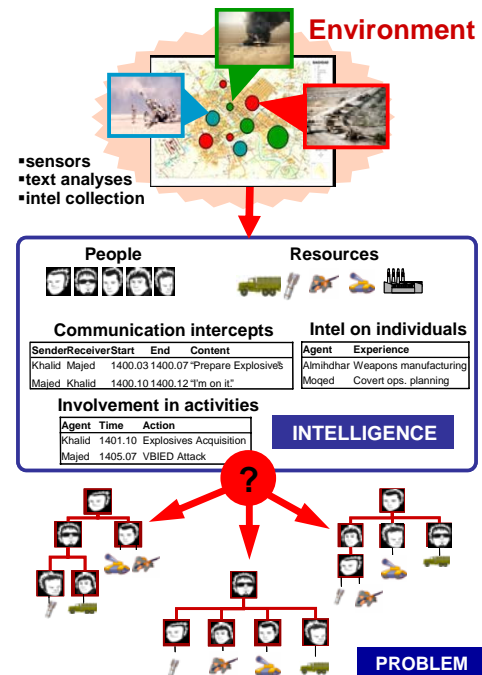 Environment
▪sensors
▪text analyses
▪intel collection
People
Resources
Communication intercepts
Sender Receiver Start End Content
Khalid Majed 1400.03 1400.07 “Prepare Explosives”
Majed Khalid 1400.10 1400.12 “I’m on it.”
Intel on individuals
Agent Experience
Almihdhar Weapons manufacturing
Moqed Covert ops. planning
Involvement in activities
Agent Time Action
Khalid 1401.10 Explosives Acquisition
Majed 1405.07 VBIED Attack
INTELLIGENCE
?
PROBLEM